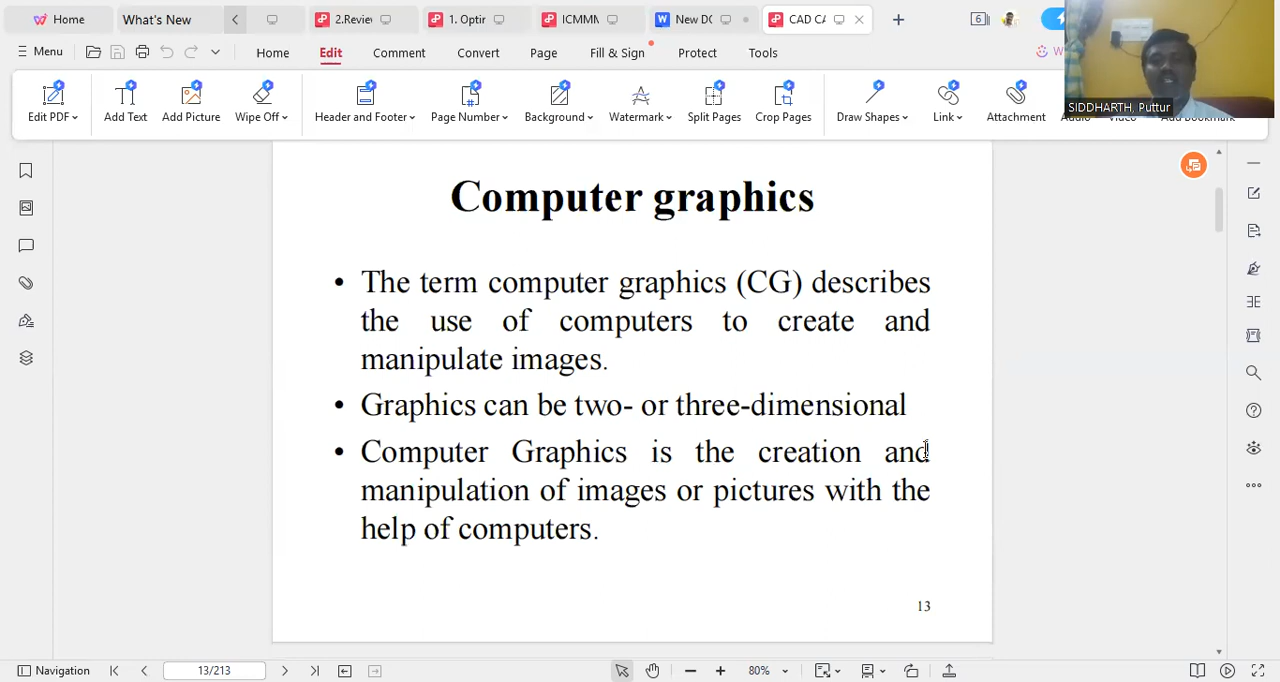 Home
What's New
2.Revie
1. Optir
ICMMN
New DO
CAD CA
6
Menu
Home
Edit
Comment
Convert
Page
Fill & Sign
Protect
Tools
SIDDHARTH, Puttur
Edit PDF
Add Text
Add Picture
Wipe Off
Header and Footer
Page Number
Background
Watermark
Split Pages
Crop Pages
Draw Shapes
Link
Attachment
Computer graphics
• The term computer graphics (CG) describes
the use of computers to create and
manipulate images.
• Graphics can be two- or three-dimensional
• Computer Graphics is the creation and
manipulation of images or pictures with the
help of computers.
13
Navigation
13/213
80%